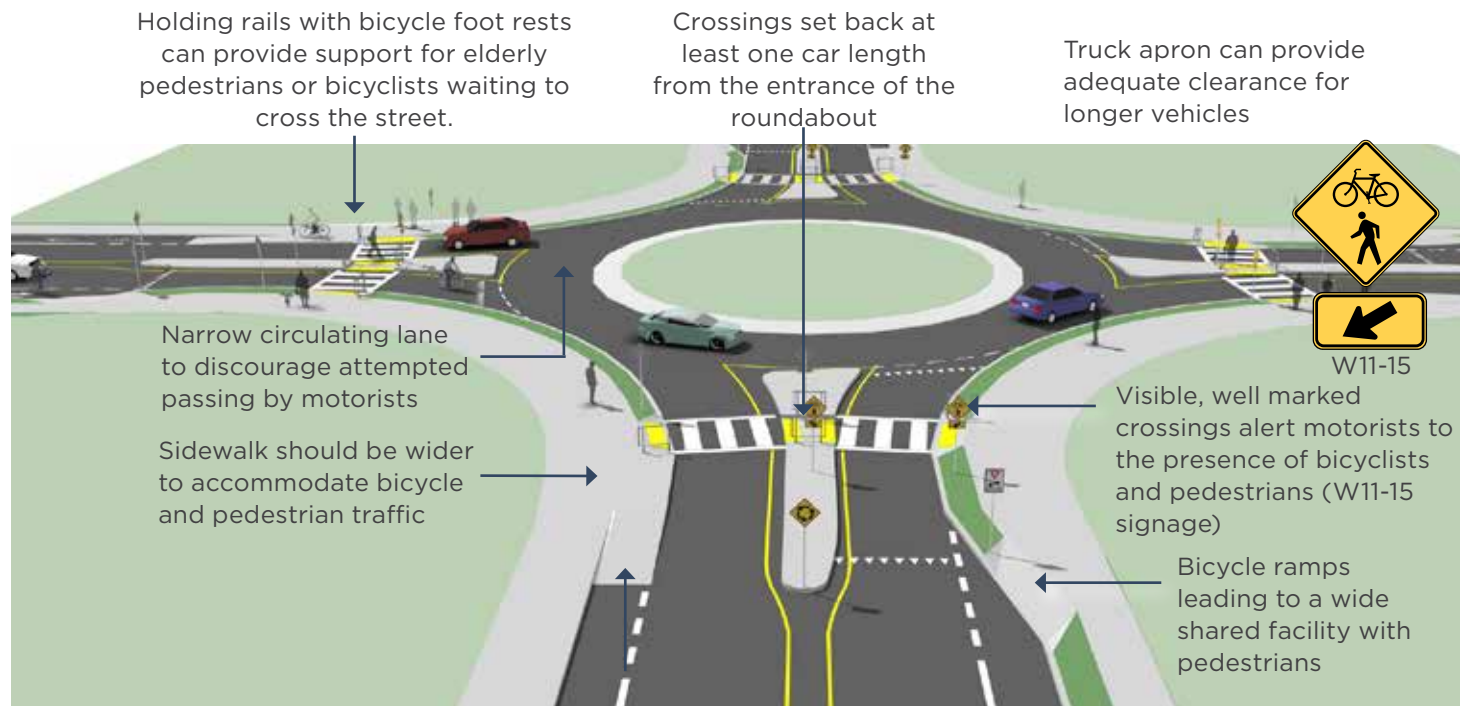 Holding rails with bicycle foot rests
can provide support for elderly
pedestrians or bicyclists waiting to
cross the street.
Crossings set back at
least one car length
from the entrance of the
roundabout
Truck apron can provide
adequate clearance for
longer vehicles
Narrow circulating lane
to discourage attempted
passing by motorists
Sidewalk should be wider
to accommodate bicycle
and pedestrian traffic
W11-15
Visible, well marked
crossings alert motorists to
the presence of bicyclists
and pedestrians (W11-15
signage)
Bicycle ramps
leading to a wide
shared facility with
pedestrians